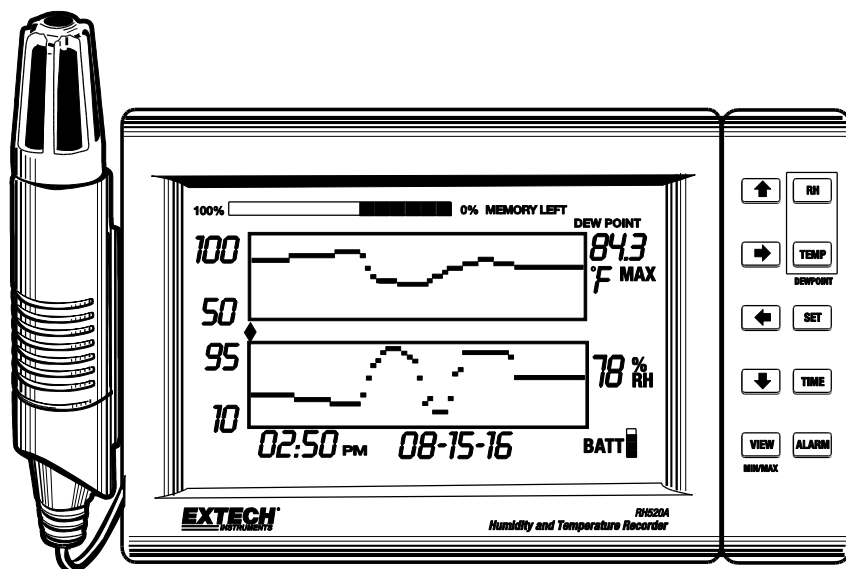 100% 0% MEMORY LEFT
DEW POINT
100 84.3
°F MAX
50
95 78 % RH
10
02:50 PM 08-15-16 BATT
EXTECH
INSTRUMENTS
RH520A
Humidity and Temperature Recorder
RH
TEMP
DEWPOINT
SET
TIME
VIEW ALARM
MIN/MAX